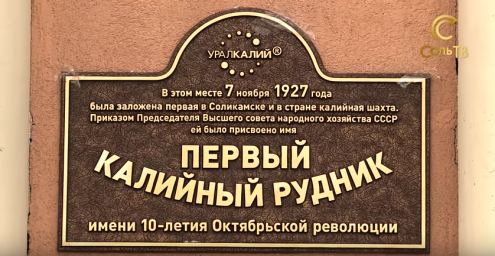 УРАЛКАЛИЙ®
СольТВ
В этом месте 7 ноября 1927 года
была заложена первая в Соликамске и в стране калийная шахта.
Приказом Председателя Высшего совета народного хозяйства СССР
ей было присвоено имя
ПЕРВЫЙ
КАЛИЙНЫЙ РУДНИК
имени 10-летия Октябрьской революции